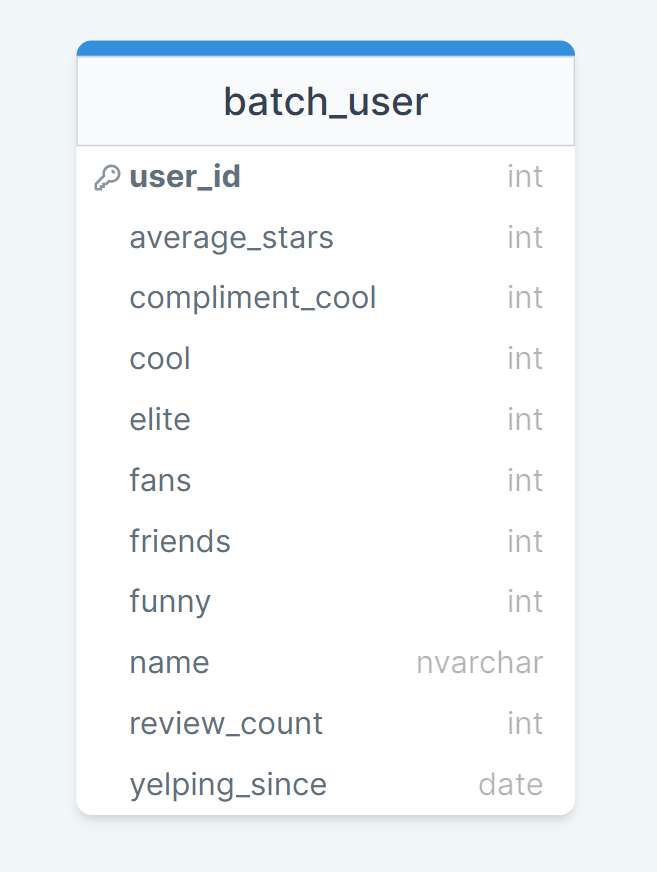 batch_user
user_id int
average_stars int
compliment_cool int
cool int
elite int
fans int
friends int
funny int
name nvarchar
review_count int
yelping_since date